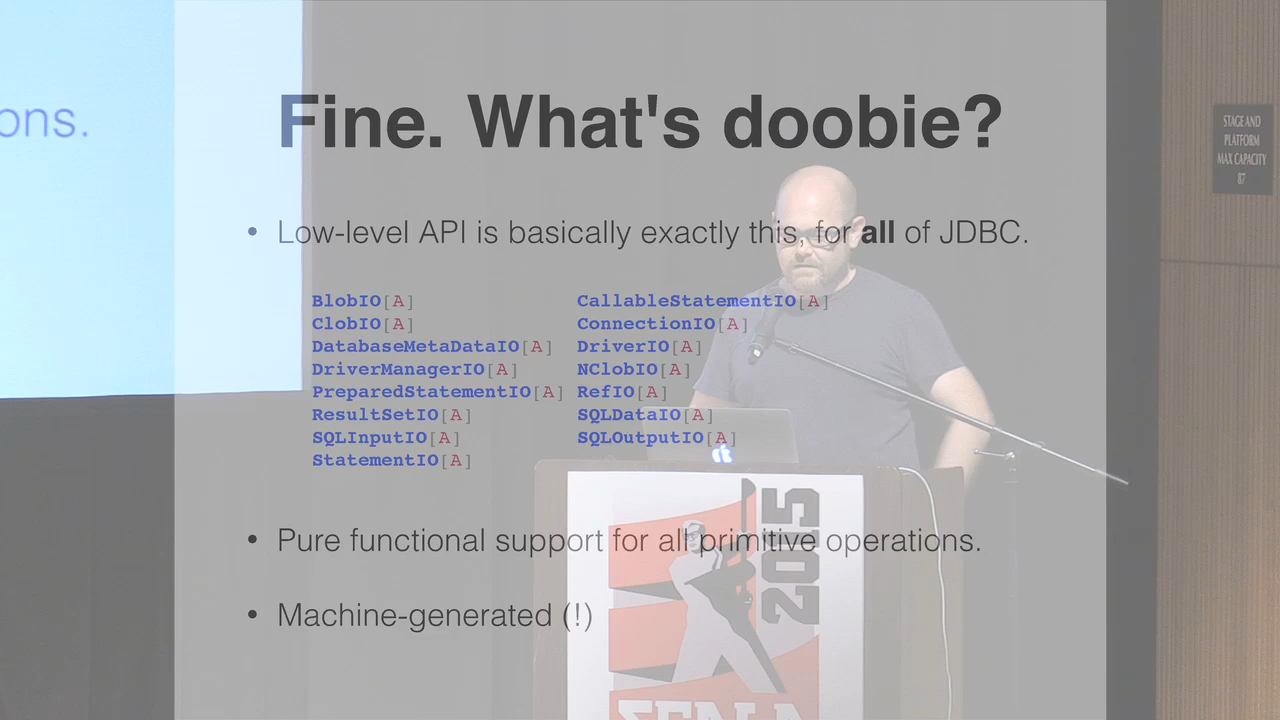 ons.
Fine. What's doobie?
• Low-level API is basically exactly this, for all of JDBC.
BlobIO[A] CallableStatementIO[A]
ClobIO[A] ConnectionIO[A]
DatabaseMetaDataIO[A] DriverIO[A]
DriverManagerIO[A] NClobIO[A]
PreparedStatementIO[A] RefIO[A]
ResultSetIO[A] SQLDataIO[A]
SQLInputIO[A] SQLOutputIO[A]
StatementIO[A]
• Pure functional support for all primitive operations.
• Machine-generated (!)
STAGE AND
PLATFORM
MAX CAPACITY
87
2015